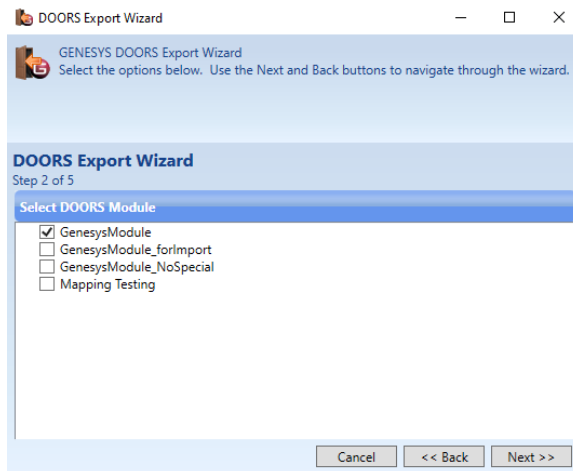 DOORS Export Wizard
GENESYS DOORS Export Wizard
Select the options below. Use the Next and Back buttons to navigate through the wizard.
DOORS Export Wizard
Step 2 of 5
Select DOORS Module
GenesysModule
GenesysModule_forImport
GenesysModule_NoSpecial
Mapping Testing
Cancel << Back Next >>